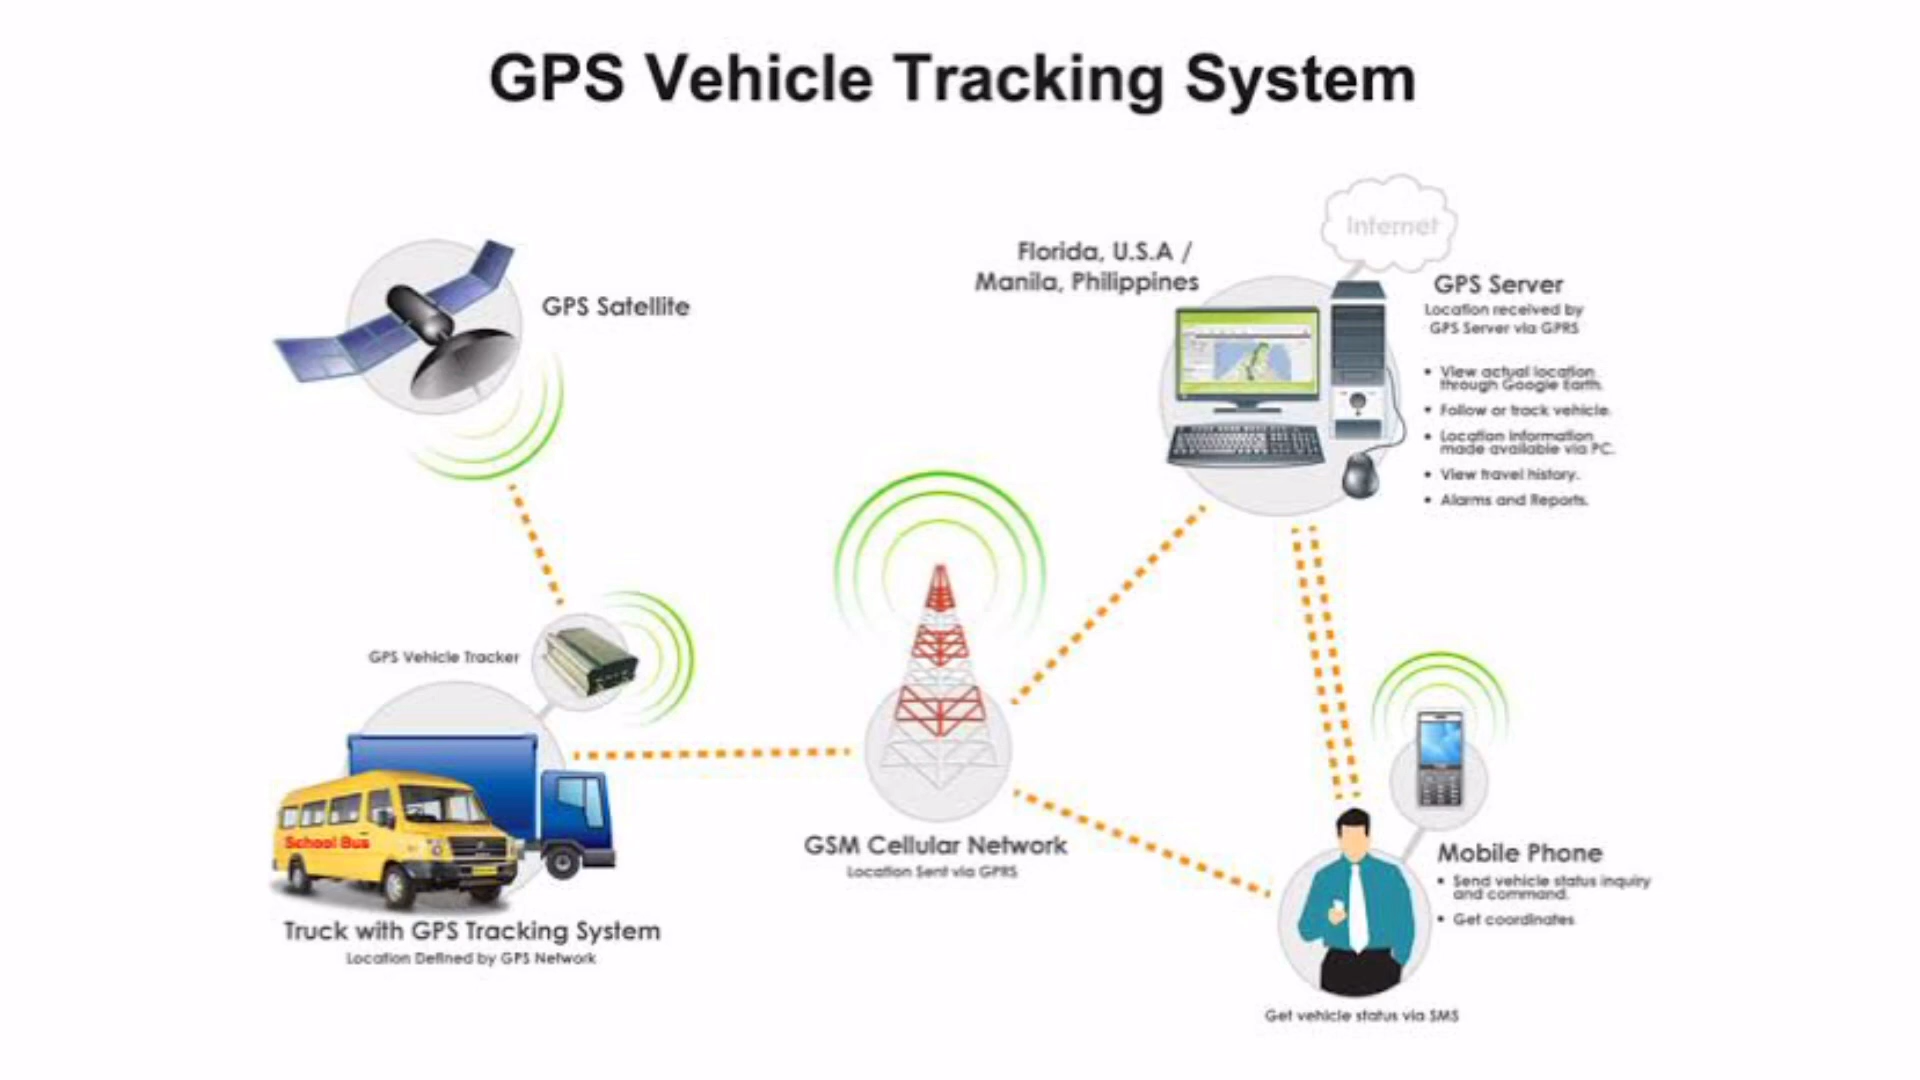 GPS Vehicle Tracking System
Internet
Florida, U.S.A /
Manila, Philippines
GPS Satellite
GPS Server
Location received by
GPS Server via GPRS
• View actual location
through Google Earth.
• Follow or track vehicle.
• Location information
made available via PC.
• View travel history.
• Alarms and Reports.
GPS Vehicle Tracker
School Bus
Truck with GPS Tracking System
Location Defined by GPS Network
GSM Cellular Network
Location Sent via GPRS
Mobile Phone
• Send vehicle status inquiry
and command.
• Get coordinates
Get vehicle status via SMS